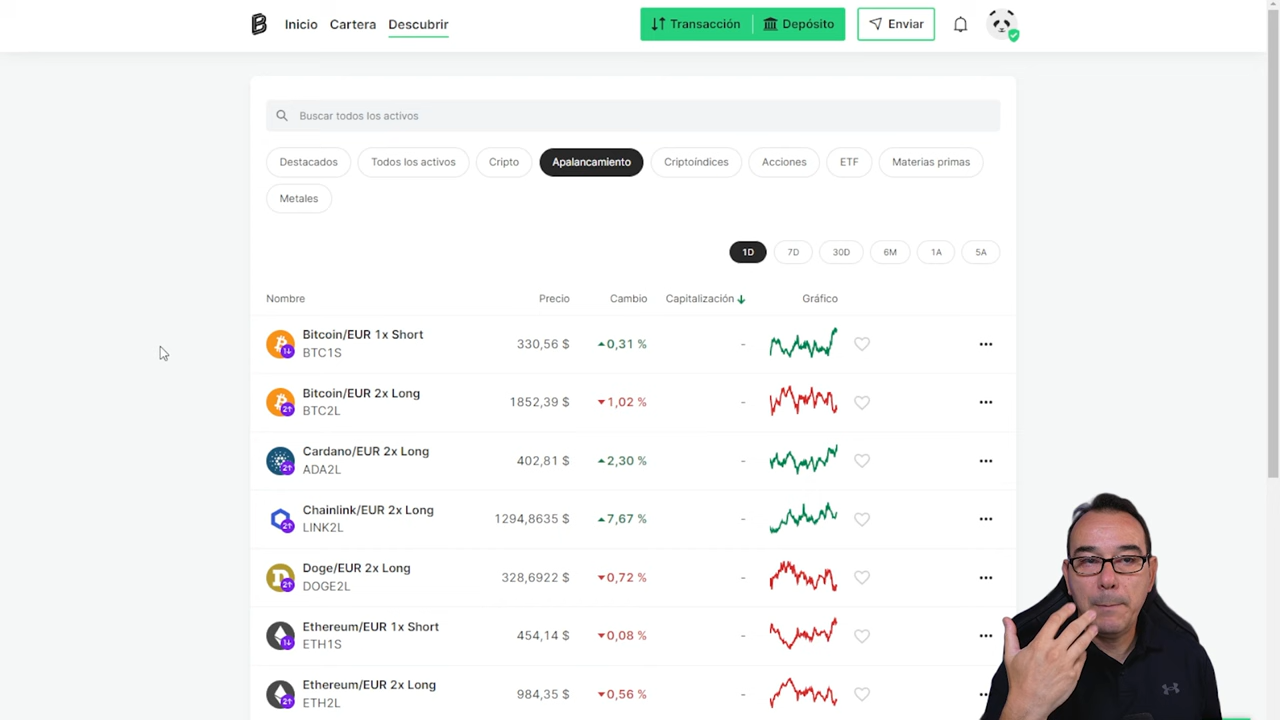 Inicio Cartera Descubrir Transacción Depósito Enviar
Buscar todos los activos
Destacados Todos los activos Cripto Apalancamiento Criptoíndices Acciones ETF Materias primas
Metales
1D 7D 30D 6M 1A 5A
Nombre Precio Cambio Capitalización Gráfico
Bitcoin/EUR 1x Short
BTC1S
330,56 $ 0,31 % -
Bitcoin/EUR 2x Long
BTC2L
1852,39 $ 1,02 % -
Cardano/EUR 2x Long
ADA2L
402,81 $ 2,30 % -
Chainlink/EUR 2x Long
LINK2L
1294,8635 $ 7,67 % -
Doge/EUR 2x Long
DOGE2L
328,6922 $ 0,72 % -
Ethereum/EUR 1x Short
ETH1S
454,14 $ 0,08 % -
Ethereum/EUR 2x Long
ETH2L
984,35 $ 0,56 % -